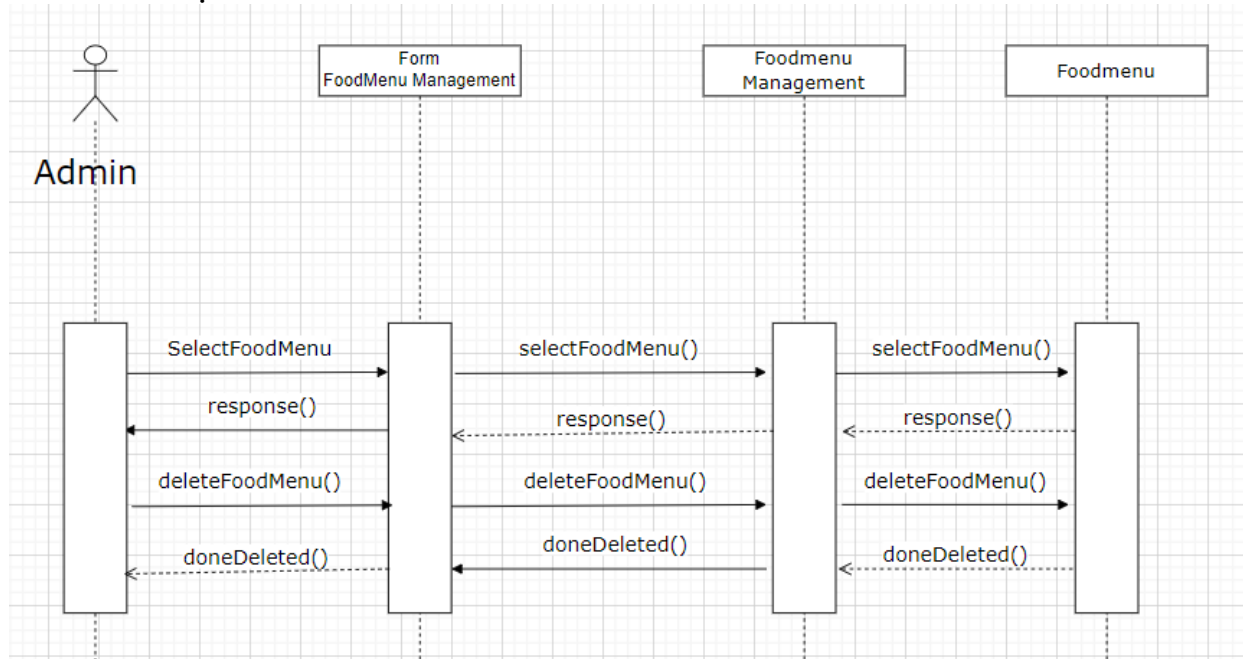 Form
FoodMenu Management
Foodmenu
Management
Foodmenu
Admin
SelectFoodMenu
selectFoodMenu()
selectFoodMenu()
response()
response()
response()
deleteFoodMenu()
deleteFoodMenu()
deleteFoodMenu()
doneDeleted()
doneDeleted()
doneDeleted()